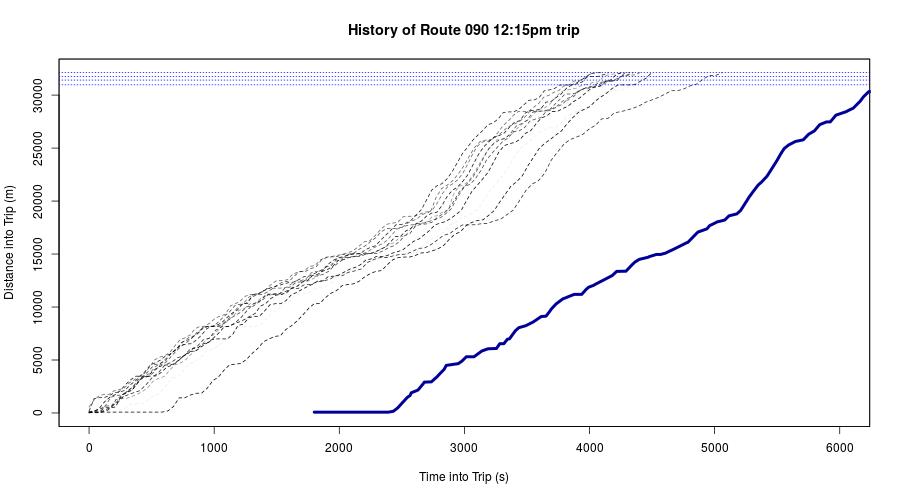 History of Route 090 12:15pm trip
Distance into Trip (m)
30000
25000
20000
15000
10000
5000
0
0 1000 2000 3000 4000 5000 6000
Time into Trip (s)